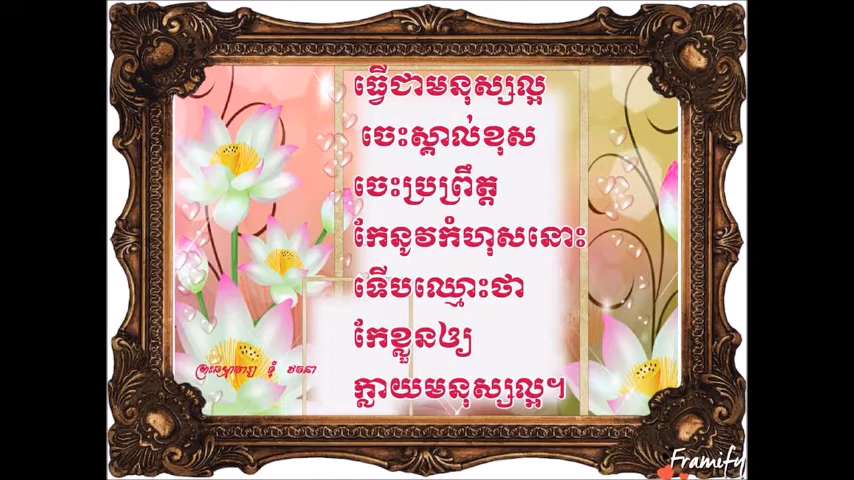 ធ្វើជាមនុស្សល្អ
ចេះស្គាល់ខុស
ចេះប្រព្រឹត្ត
កែនូវកំហុសនោះ
ទើបឈ្មោះថា
កែខ្លួនឲ្យ
ក្លាយមនុស្សល្អ។
Framify